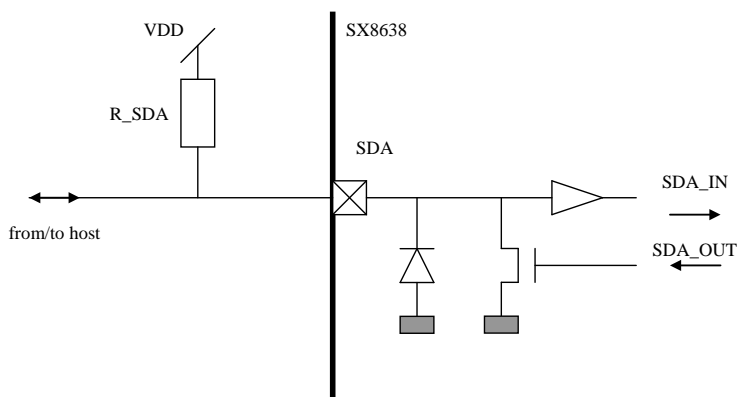 VDD
SX8638
R_SDA
SDA
SDA_IN
from/to host
SDA_OUT